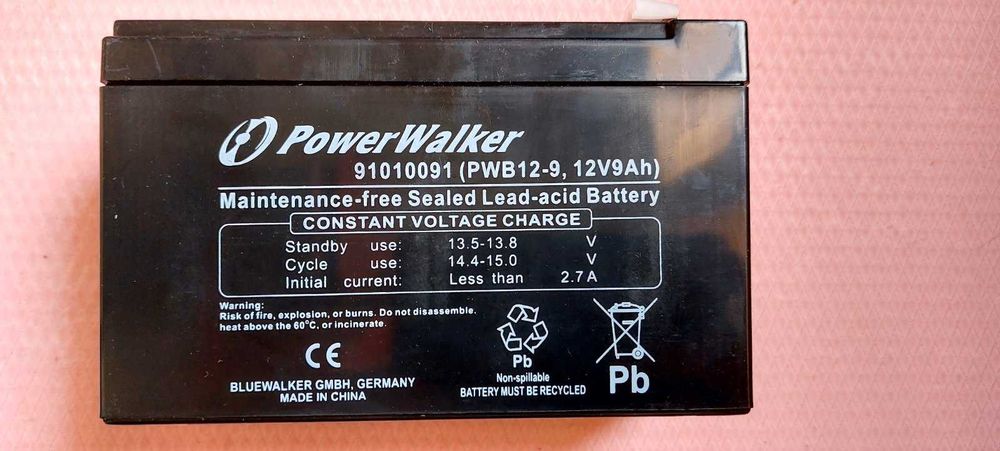 PowerWalker
91010091 (PWB12-9, 12V9Ah)
Maintenance-free Sealed Lead-acid Battery
CONSTANT VOLTAGE CHARGE
Standby use: 13.5-13.8 V
Cycle use: 14.4-15.0 V
Initial current: Less than 2.7A
Warning:
Risk of fire, explosion, or burns. Do not disassemble.
heat above the 60°C, or incinerate.
CE
BLUEWALKER GMBH, GERMANY
MADE IN CHINA
Pb
Non-spillable
BATTERY MUST BE RECYCLED
Pb